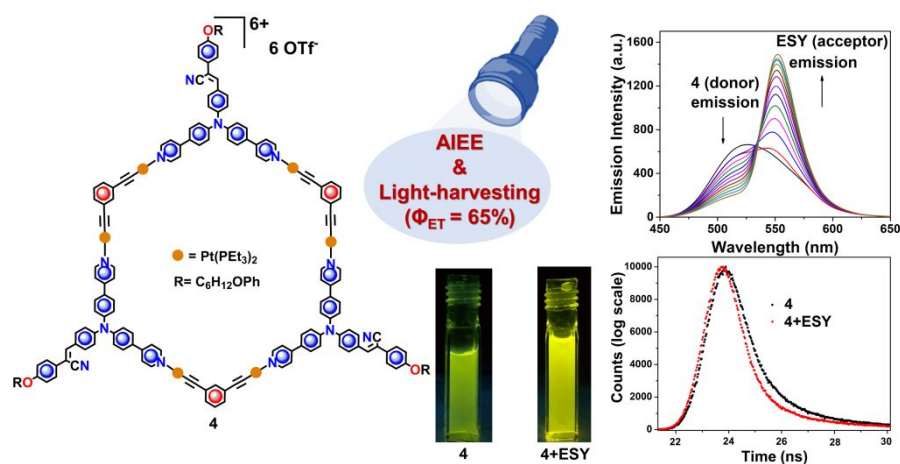 OR
6+
6 OTf⁻
NC
N
N
N
N
N
= Pt(PEt₃)₂
R= C₆H₁₂OPh
N
N
N
NC
CN
N
N
RO
OR
4
AIEE
&
Light-harvesting
(Φ_ET = 65%)
4
4+ESY
Emission Intensity (a.u.)
1600
1200
800
400
0
4 (donor)
emission
ESY (acceptor)
emission
450 500 550 600 650
Wavelength (nm)
Counts (log scale)
10000
8000
6000
4000
2000
0
4
4+ESY
22 24 26 28 30
Time (ns)